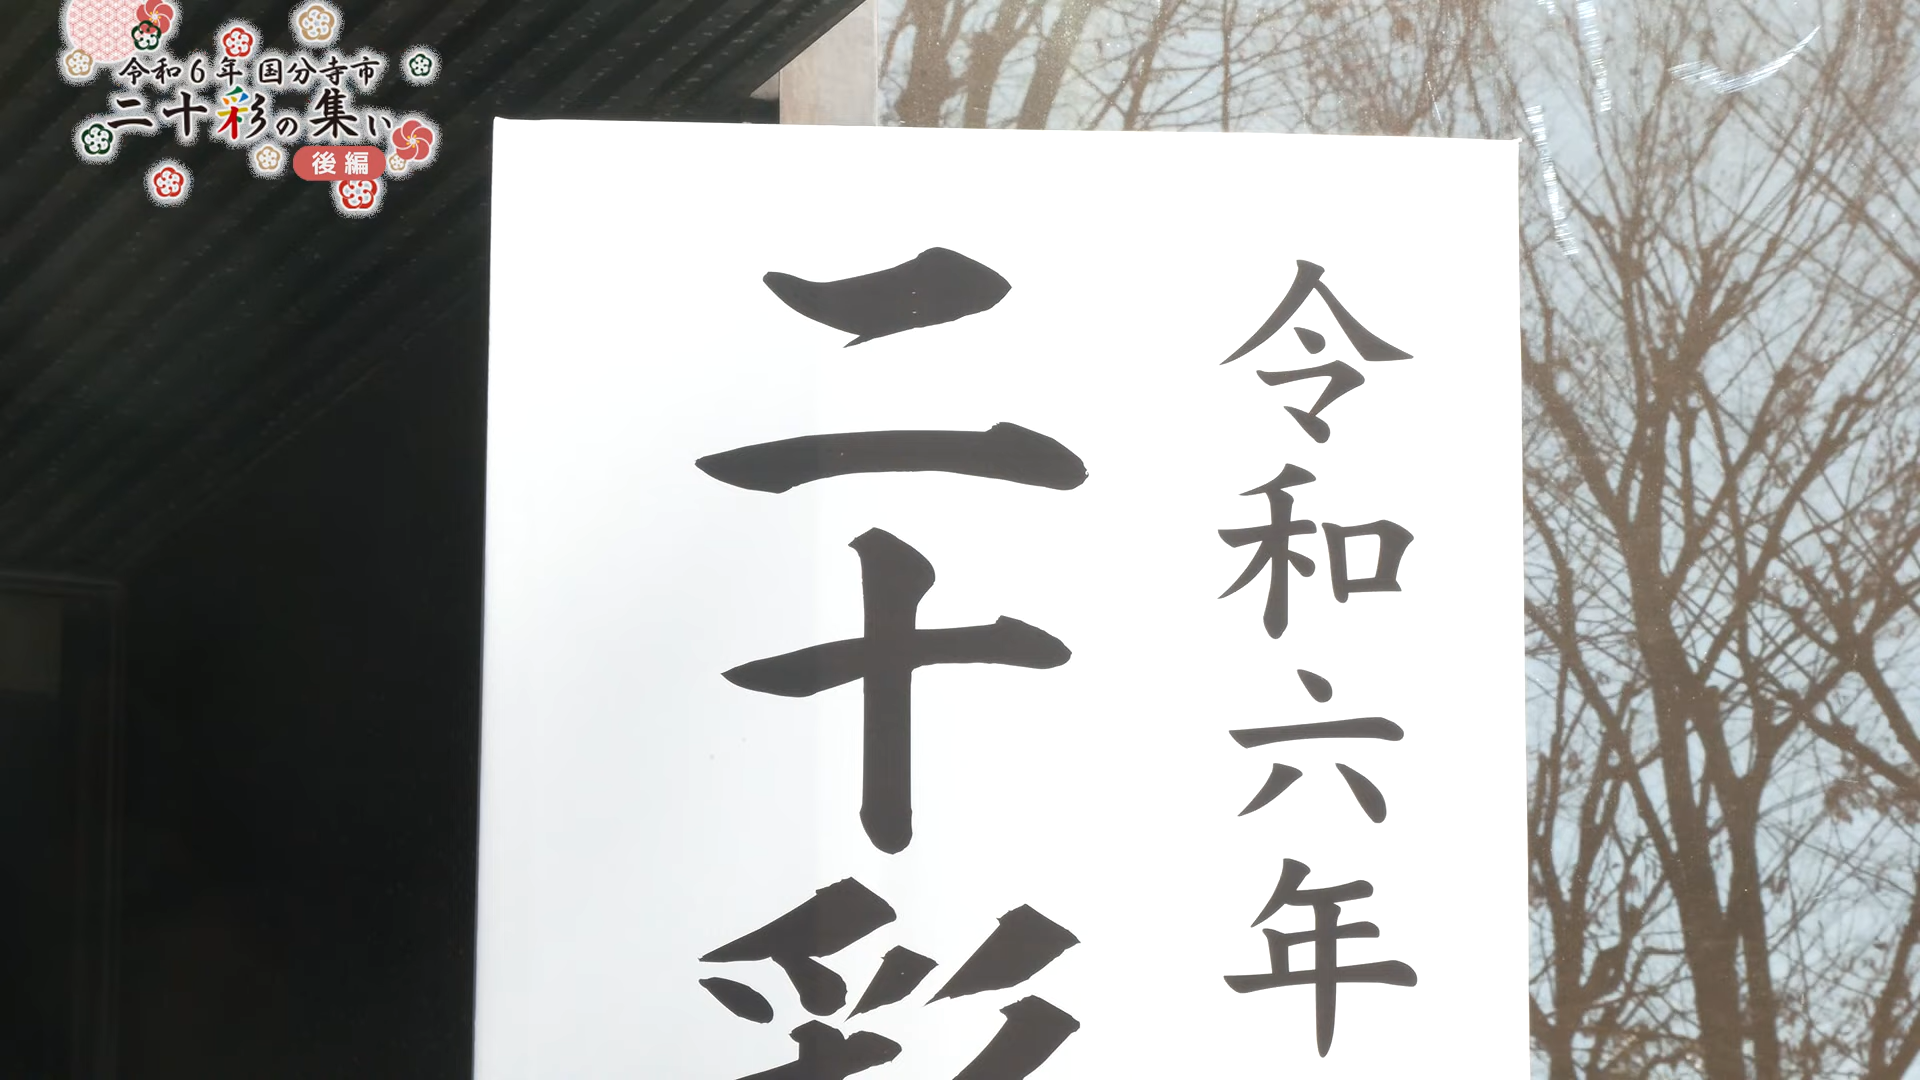 令和6年 国分寺市
二十彩の集い
後編
令和六年
二十彩